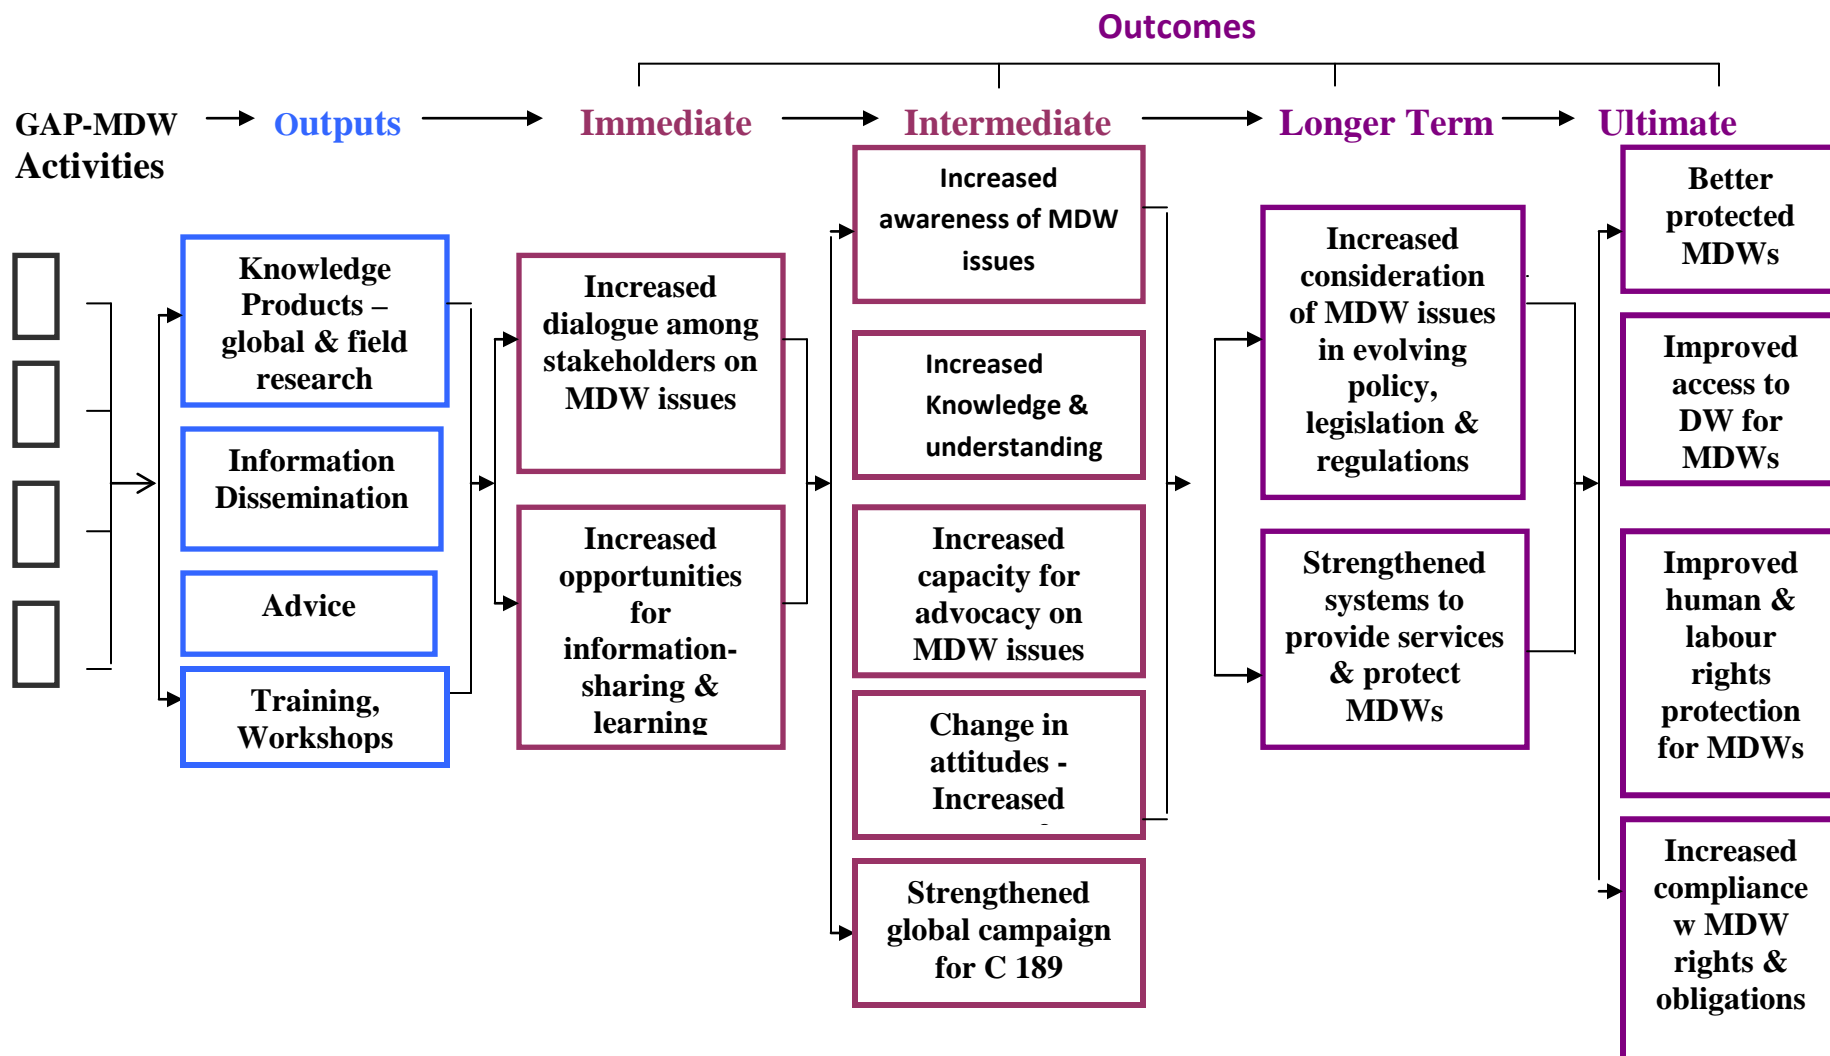 Outcomes
GAP-MDW
Activities
Outputs
Immediate
Intermediate
Longer Term
Ultimate
Knowledge
Products –
global & field
research
Information
Dissemination
Advice
Training,
Workshops
Increased
dialogue among
stakeholders on
MDW issues
Increased
opportunities
for
information-
sharing &
learning
Increased
awareness of MDW
issues
Increased
Knowledge &
understanding
Increased
capacity for
advocacy on
MDW issues
Change in
attitudes -
Increased
Strengthened
global campaign
for C 189
Increased
consideration
of MDW issues
in evolving
policy,
legislation &
regulations
Strengthened
systems to
provide services
& protect
MDWs
Better
protected
MDWs
Improved
access to
DW for
MDWs
Improved
human &
labour
rights
protection
for MDWs
Increased
compliance
w MDW
rights &
obligations